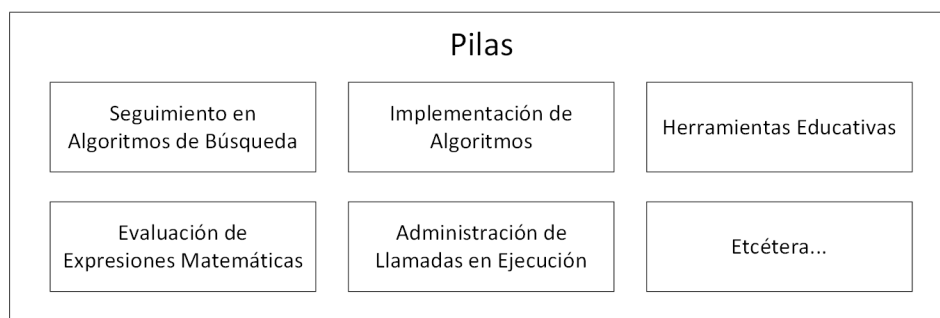 Pilas
Seguimiento en
Algoritmos de Búsqueda
Implementación de
Algoritmos
Herramientas Educativas
Evaluación de
Expresiones Matemáticas
Administración de
Llamadas en Ejecución
Etcétera...